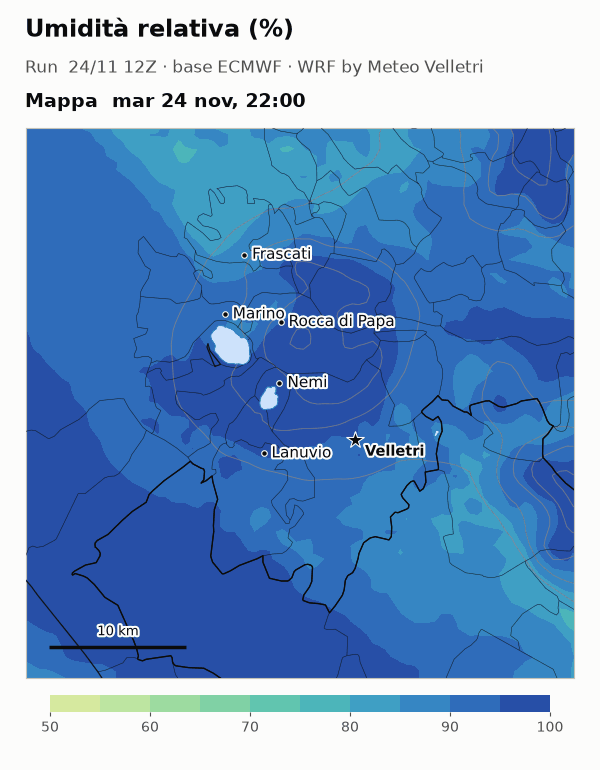 Umidità relativa (%)
Run  24/11 12Z · base ECMWF · WRF by Meteo Velletri
Mappa  mar 24 nov, 22:00
Frascati
Marino
Rocca di Papa
Nemi
Velletri
Lanuvio
10 km
50 60 70 80 90 100